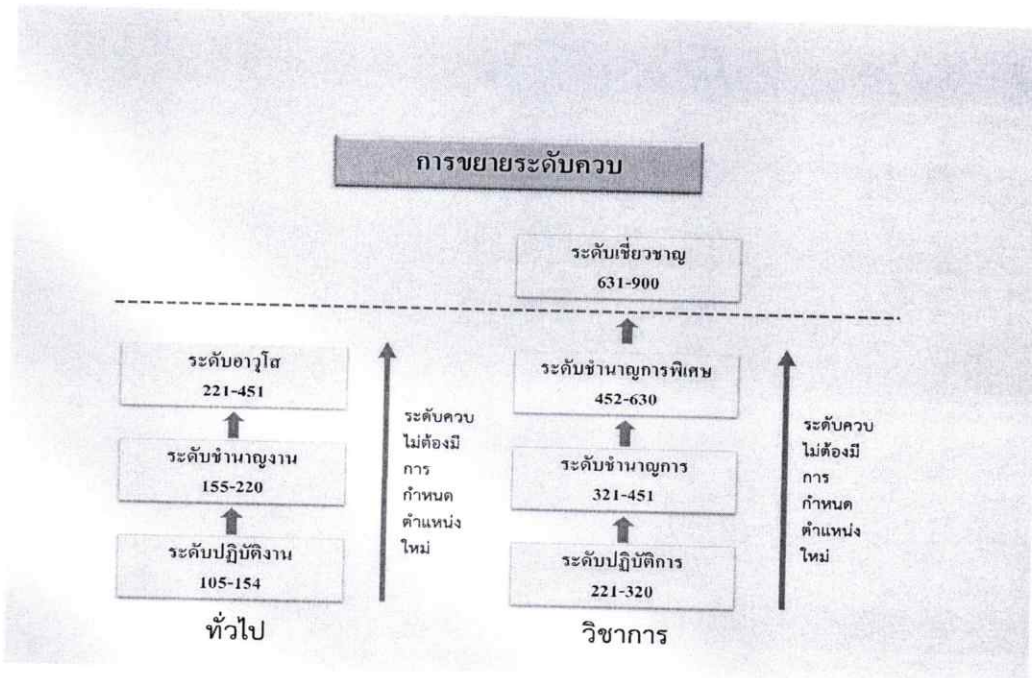 การขยายระดับควบ
ระดับเชี่ยวชาญ
631-900
ระดับอาวุโส
221-451
ระดับชำนาญงาน
155-220
ระดับปฏิบัติงาน
105-154
ทั่วไป
ระดับควบ
ไม่ต้องมี
การ
กำหนด
ตำแหน่ง
ใหม่
ระดับชำนาญการพิเศษ
452-630
ระดับชำนาญการ
321-451
ระดับปฏิบัติการ
221-320
วิชาการ
ระดับควบ
ไม่ต้องมี
การ
กำหนด
ตำแหน่ง
ใหม่